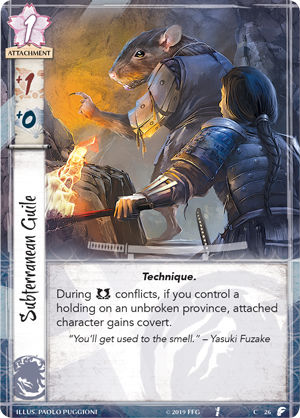 1
ATTACHMENT
+1
+0
Subterranean Guile
Technique.
During conflicts, if you control a
holding on an unbroken province, attached
character gains covert.
“You’ll get used to the smell.” – Yasuki Fuzake
ILLUS. PAOLO PUGGIONI
© 2019 FFG
C 26